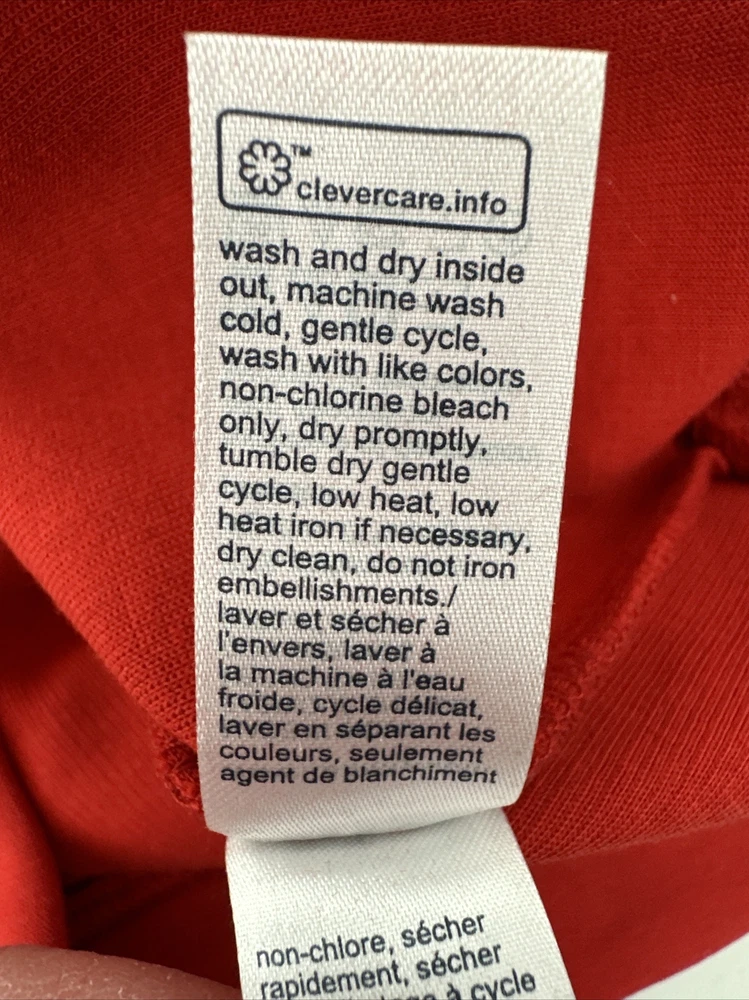 ™
clevercare.info
wash and dry inside
out, machine wash
cold, gentle cycle,
wash with like colors,
non-chlorine bleach
only, dry promptly,
tumble dry gentle
cycle, low heat, low
heat iron if necessary,
dry clean, do not iron
embellishments./
laver et sécher à
l'envers, laver à
la machine à l'eau
froide, cycle délicat,
laver en séparant les
couleurs, seulement
agent de blanchiment
non-chlore, sécher
rapidement, sécher
à cycle